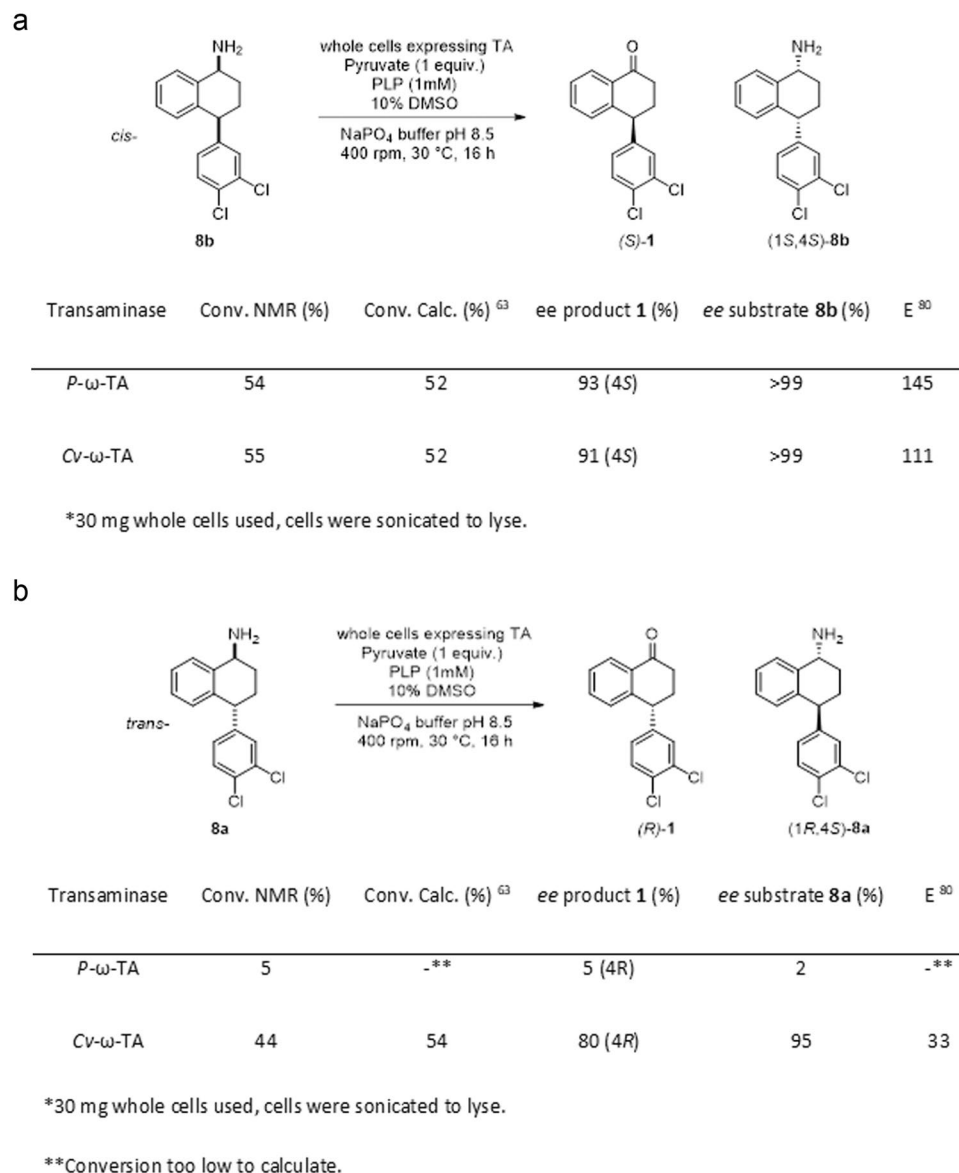 a
NH2
cis-
Cl
Cl
8b
whole cells expressing TA
Pyruvate (1 equiv.)
PLP (1mM)
10% DMSO
NaPO4 buffer pH 8.5
400 rpm, 30 °C, 16 h
O
Cl
Cl
(S)-1
NH2
Cl
Cl
(1S,4S)-8b
Transaminase Conv. NMR (%) Conv. Calc. (%) 63 ee product 1 (%) ee substrate 8b (%) E 80
P-ω-TA 54 52 93 (4S) >99 145
Cv-ω-TA 55 52 91 (4S) >99 111
*30 mg whole cells used, cells were sonicated to lyse.
b
NH2
trans-
Cl
Cl
8a
whole cells expressing TA
Pyruvate (1 equiv.)
PLP (1mM)
10% DMSO
NaPO4 buffer pH 8.5
400 rpm, 30 °C, 16 h
O
Cl
Cl
(R)-1
NH2
Cl
Cl
(1R,4S)-8a
Transaminase Conv. NMR (%) Conv. Calc. (%) 63 ee product 1 (%) ee substrate 8a (%) E 80
P-ω-TA 5 -** 5 (4R) 2 -**
Cv-ω-TA 44 54 80 (4R) 95 33
*30 mg whole cells used, cells were sonicated to lyse.
**Conversion too low to calculate.